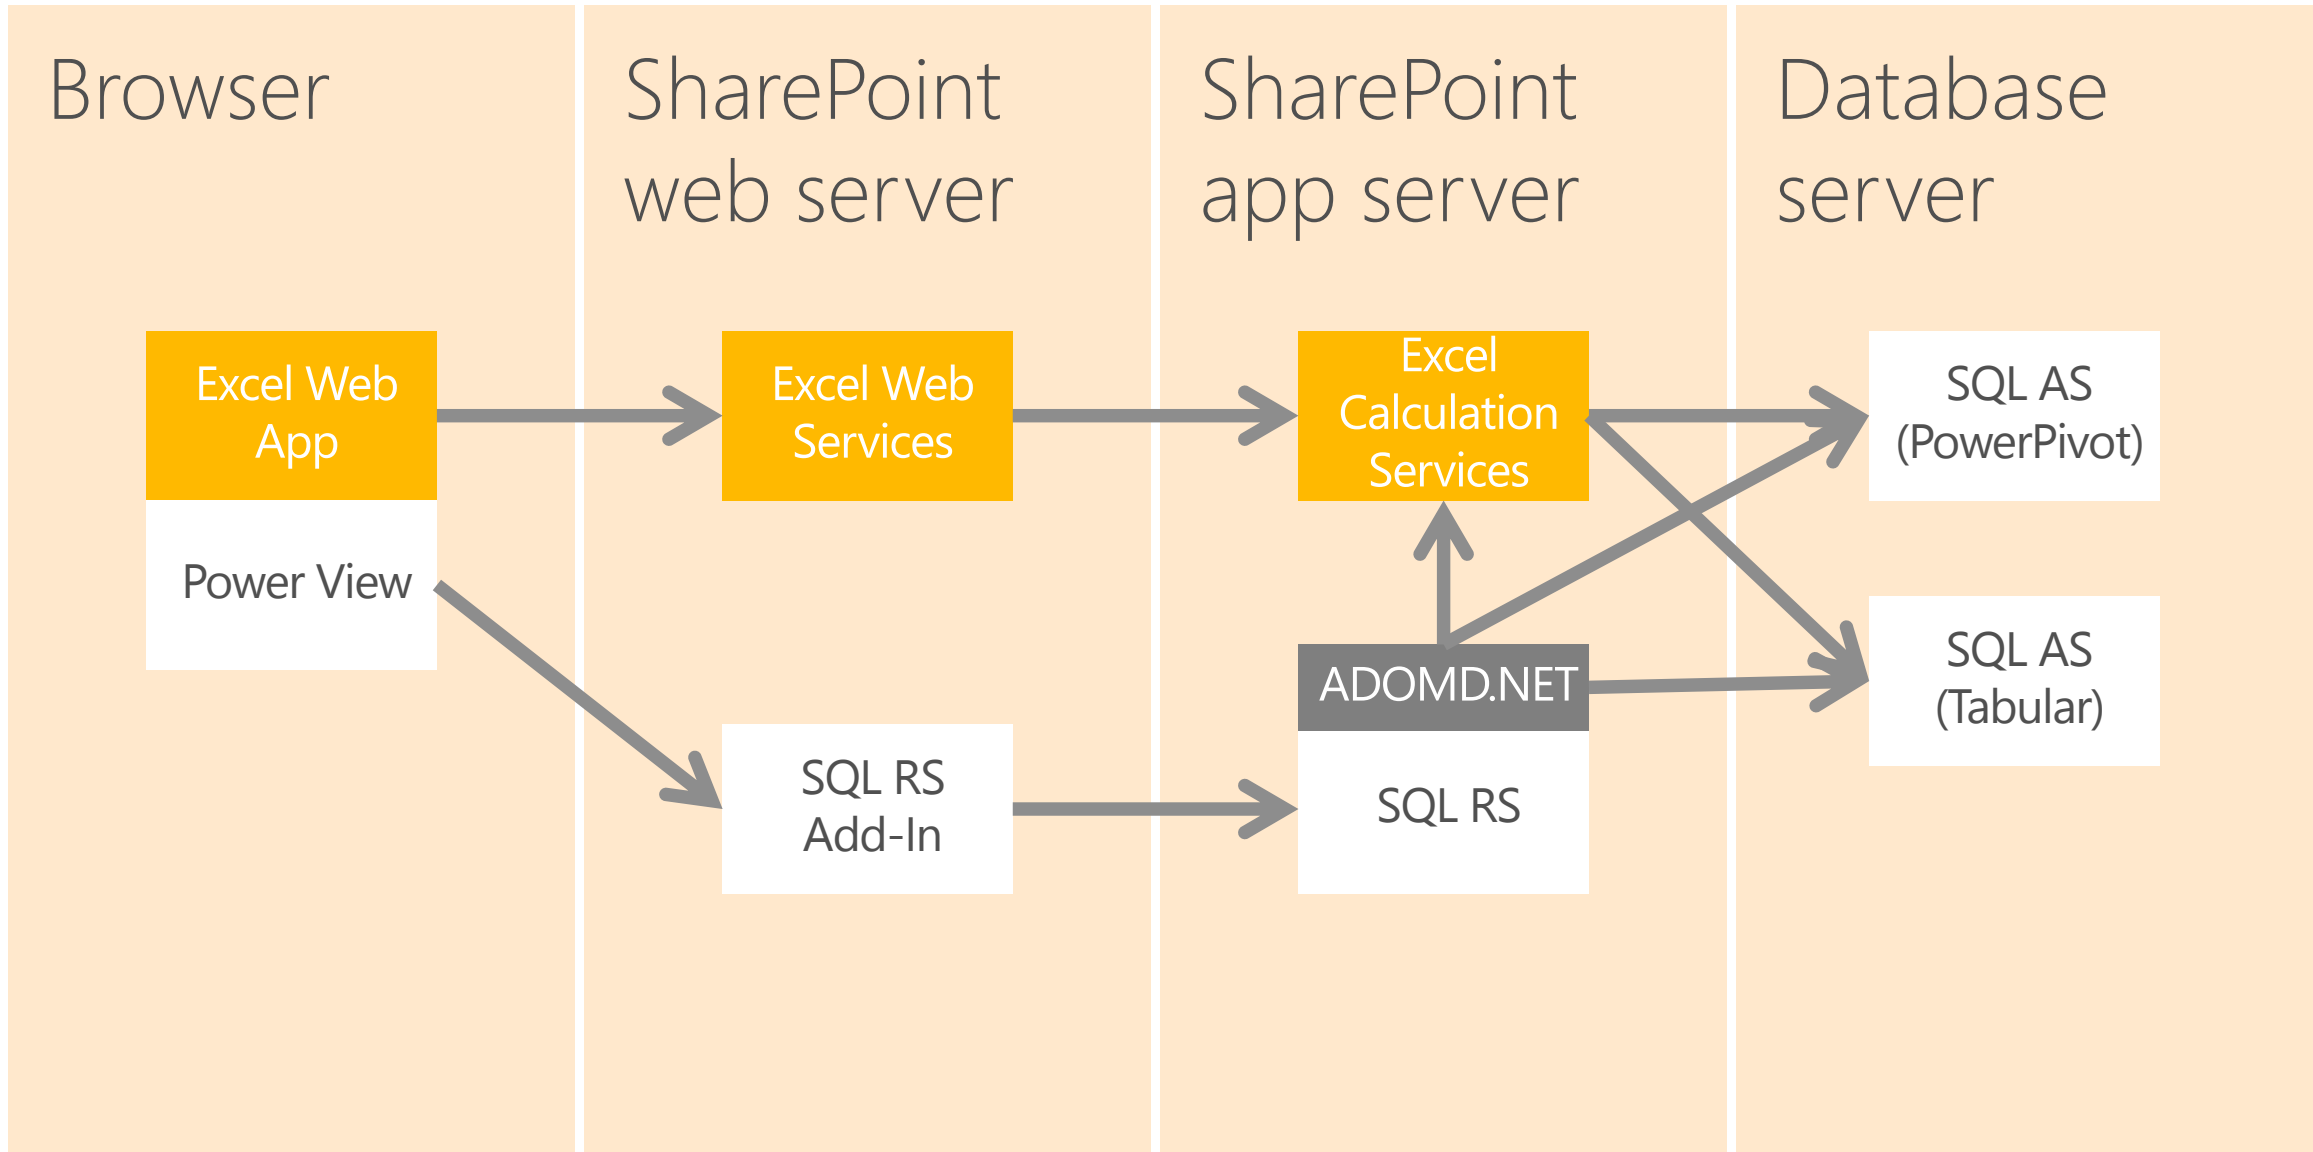 Browser
SharePoint
web server
SharePoint
app server
Database
server
Excel Web
App
Power View
Excel Web
Services
SQL RS
Add-In
Excel
Calculation
Services
ADOMD.NET
SQL RS
SQL AS
(PowerPivot)
SQL AS
(Tabular)